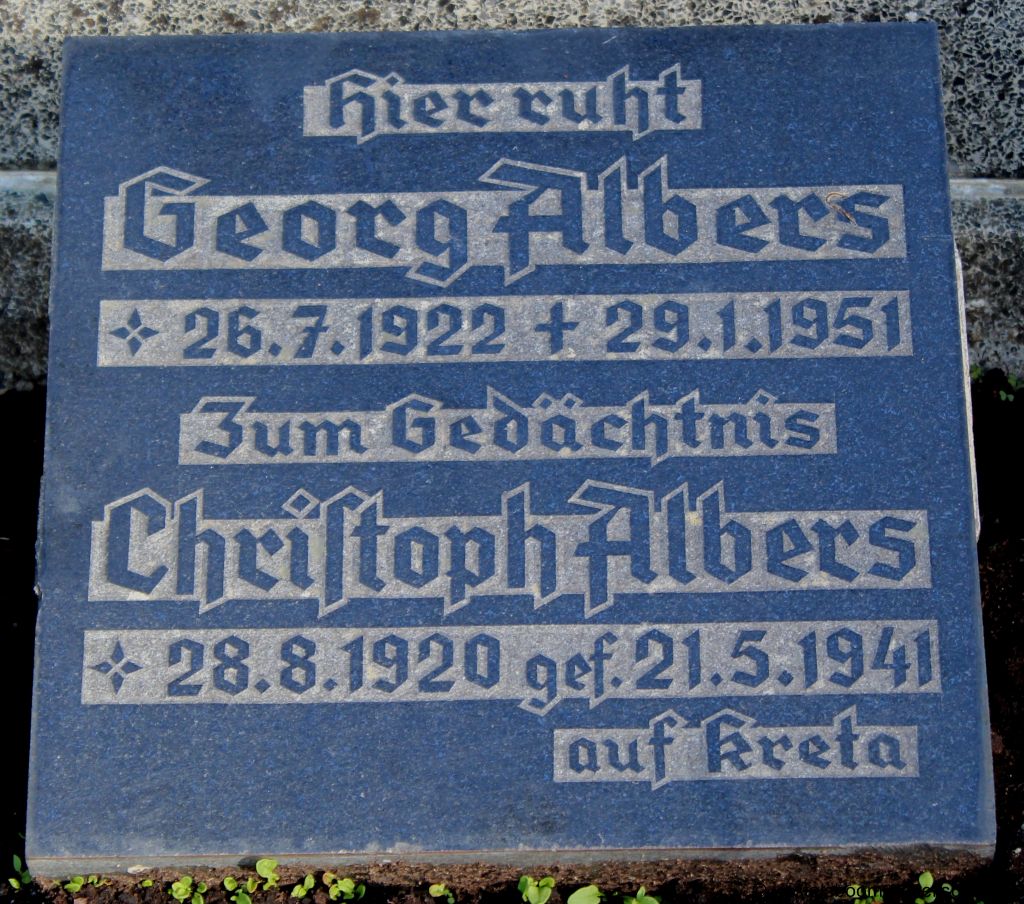 Hier ruht
Georg Albers
✧ 26.7.1922 ✝ 29.1.1951
Zum Gedächtnis
Chriſtoph Albers
✧ 28.8.1920 gef. 21.5.1941
auf Kreta